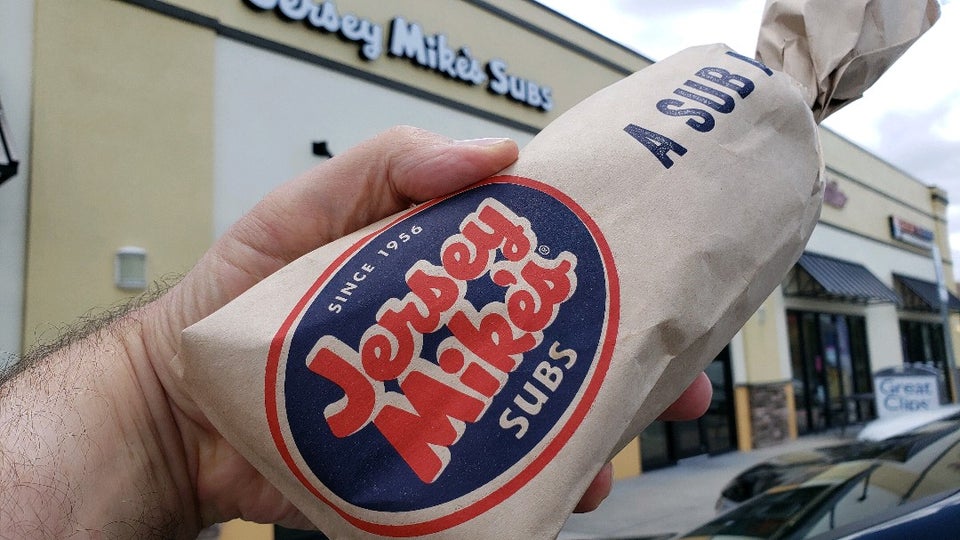 Jersey Mike's Subs
A SUB
SINCE 1956
Jersey
Mike's®
SUBS
Great
Clips